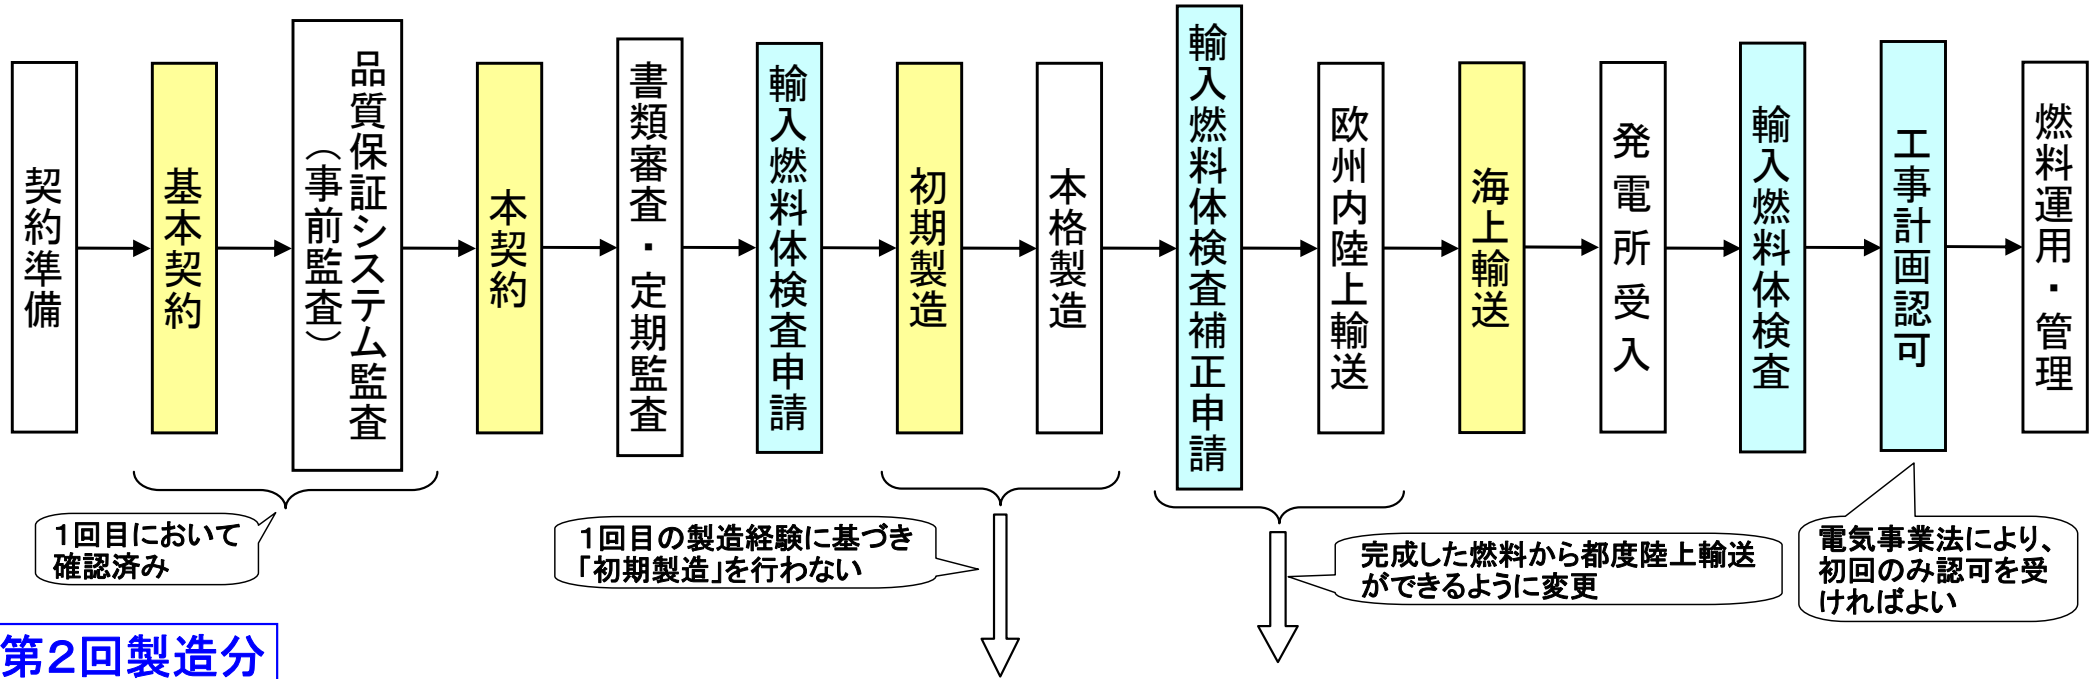 契約準備
基本契約
品質保証システム監査
（事前監査）
本契約
書類審査・定期監査
輸入燃料体検査申請
初期製造
本格製造
輸入燃料体検査補正申請
欧州内陸上輸送
海上輸送
発電所受入
輸入燃料体検査
工事計画認可
燃料運用・管理
１回目において
確認済み
１回目の製造経験に基づき
「初期製造」を行わない
完成した燃料から都度陸上輸送
ができるように変更
電気事業法により、
初回のみ認可を受
ければよい
第２回製造分